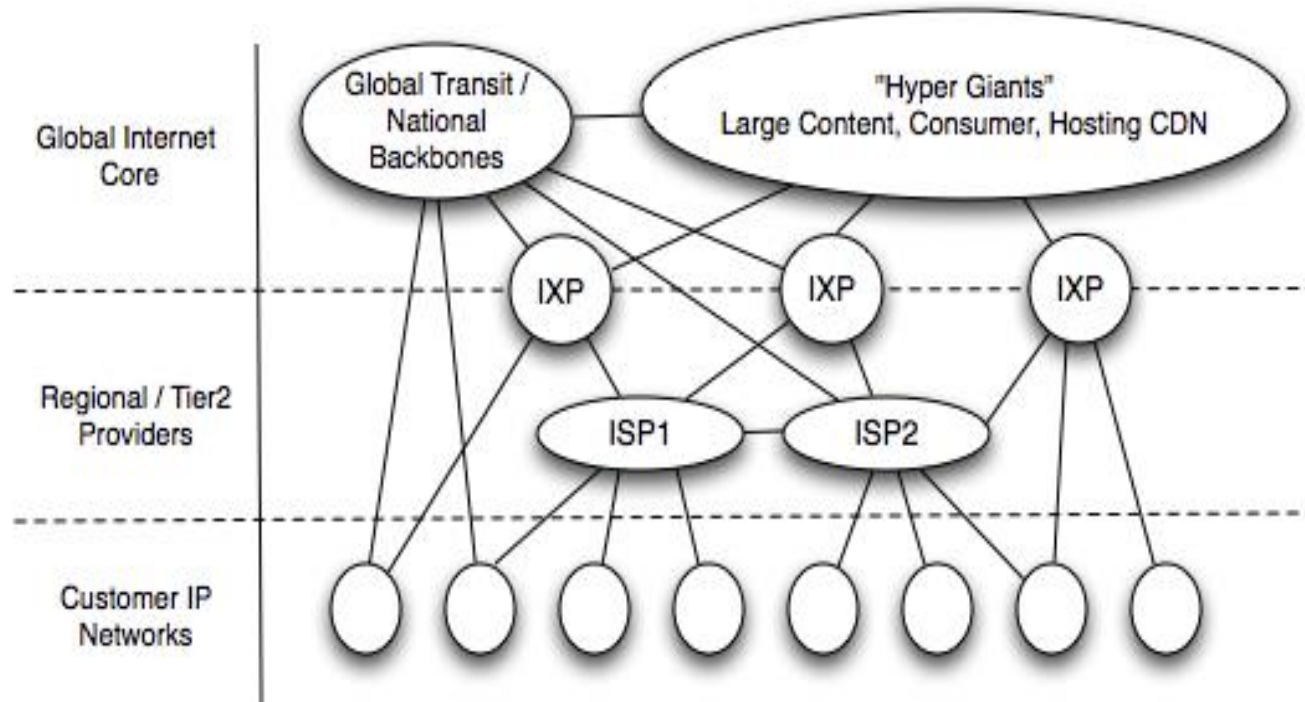 Global Transit /
National
Backbones
"Hyper Giants"
Large Content, Consumer, Hosting CDN
Global Internet
Core
IXP
IXP
IXP
Regional / Tier2
Providers
ISP1
ISP2
Customer IP
Networks